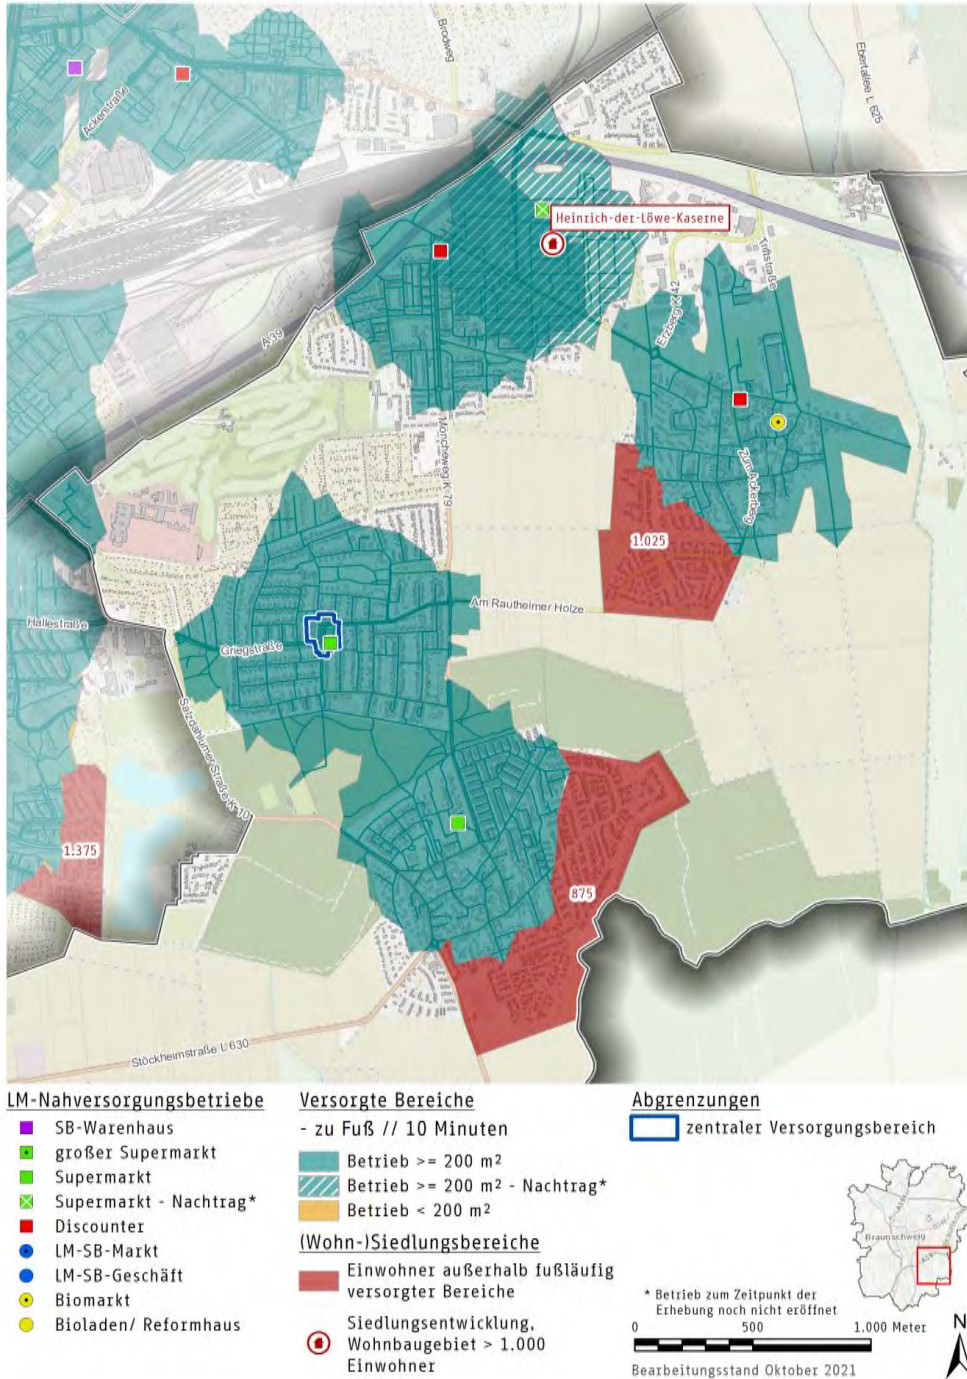 Brodweg
Ebertallee L 625
Ackerstraße
Heinrich-der-Löwe-Kaserne
Triftstraße
Erzberg K 42
A 39
Möncheweg K 79
Zum Ackerberg
1.025
Am Rautheimer Holze
Hallestraße
Griegstraße
Salzdahlumer Straße K 10
1.375
875
Stöckheimstraße L 630
LM-Nahversorgungsbetriebe
SB-Warenhaus
großer Supermarkt
Supermarkt
Supermarkt - Nachtrag*
Discounter
LM-SB-Markt
LM-SB-Geschäft
Biomarkt
Bioladen/ Reformhaus
Versorgte Bereiche
- zu Fuß // 10 Minuten
Betrieb >= 200 m²
Betrieb >= 200 m² - Nachtrag*
Betrieb < 200 m²
(Wohn-)Siedlungsbereiche
Einwohner außerhalb fußläufig
versorgter Bereiche
Siedlungsentwicklung,
Wohnbaugebiet > 1.000
Einwohner
Abgrenzungen
zentraler Versorgungsbereich
Braunschweig
* Betrieb zum Zeitpunkt der
Erhebung noch nicht eröffnet
0 500 1.000 Meter
N
Bearbeitungsstand Oktober 2021